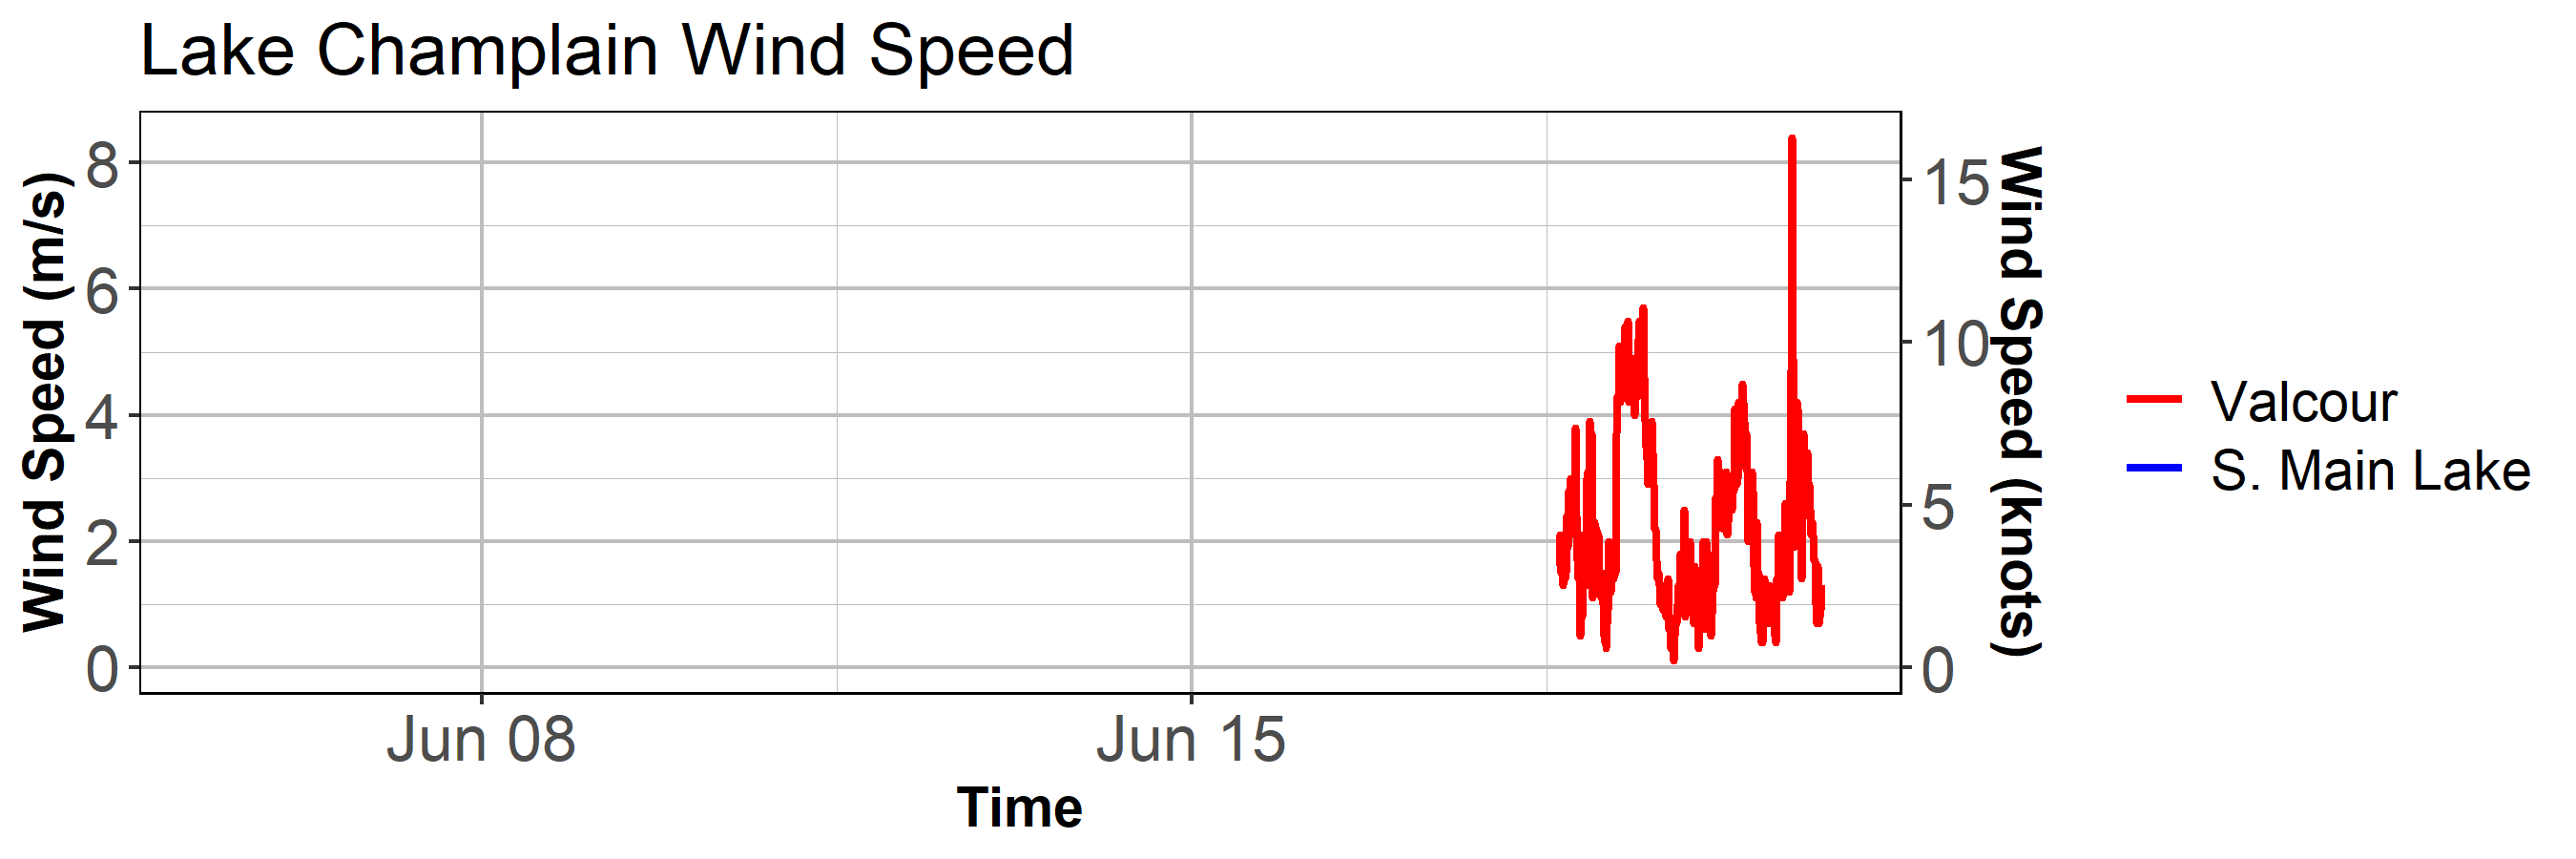 Lake Champlain Wind Speed
Wind Speed (m/s)
8
6
4
2
0
15
10
5
0
Wind Speed (knots)
Jun 08
Jun 15
Time
Valcour
S. Main Lake